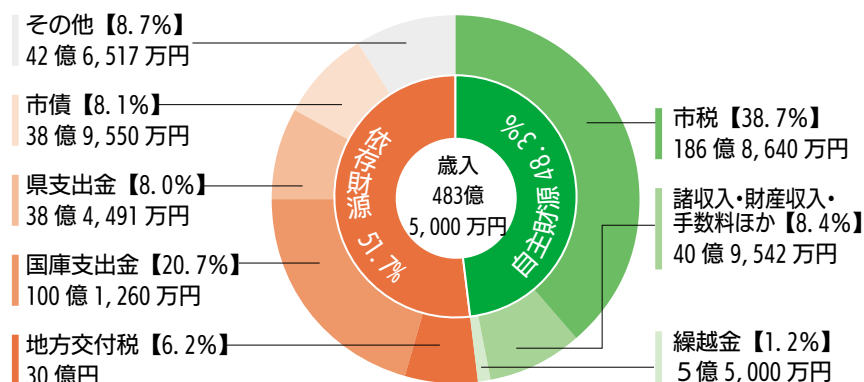 その他【8.7%】
42億6,517万円
市債【8.1%】
38億9,550万円
県支出金【8.0%】
38億4,491万円
国庫支出金【20.7%】
100億1,260万円
地方交付税【6.2%】
30億円
依存財源 51.7%
歳入
483億
5,000万円
自主財源 48.3%
市税【38.7%】
186億8,640万円
諸収入・財産収入・
手数料ほか【8.4%】
40億9,542万円
繰越金【1.2%】
5億5,000万円